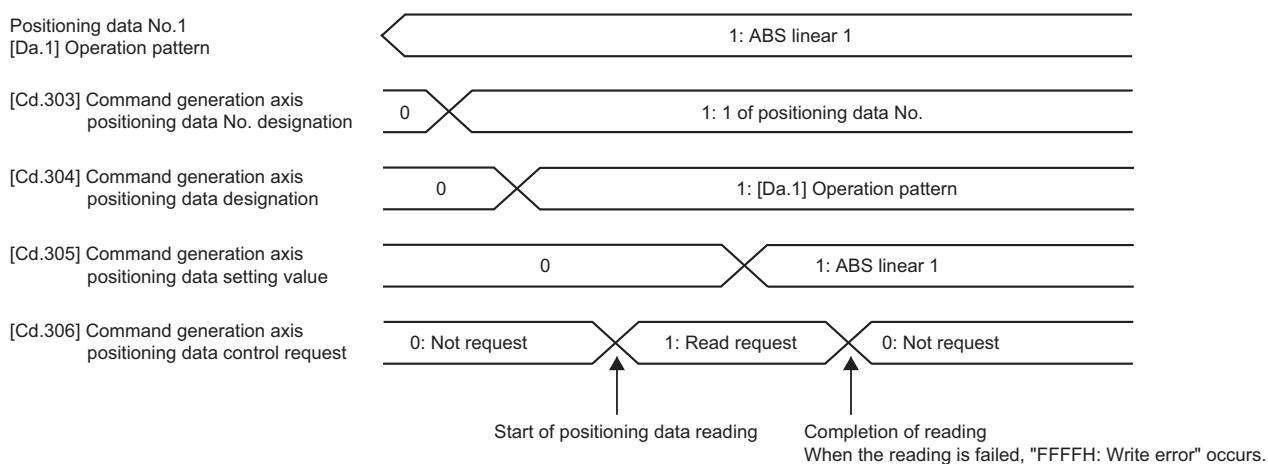 Positioning data No.1
[Da.1] Operation pattern
1: ABS linear 1
[Cd.303] Command generation axis
positioning data No. designation
0
1: 1 of positioning data No.
[Cd.304] Command generation axis
positioning data designation
0
1: [Da.1] Operation pattern
[Cd.305] Command generation axis
positioning data setting value
0
1: ABS linear 1
[Cd.306] Command generation axis
positioning data control request
0: Not request
1: Read request
0: Not request
Start of positioning data reading
Completion of reading
When the reading is failed, "FFFFH: Write error" occurs.